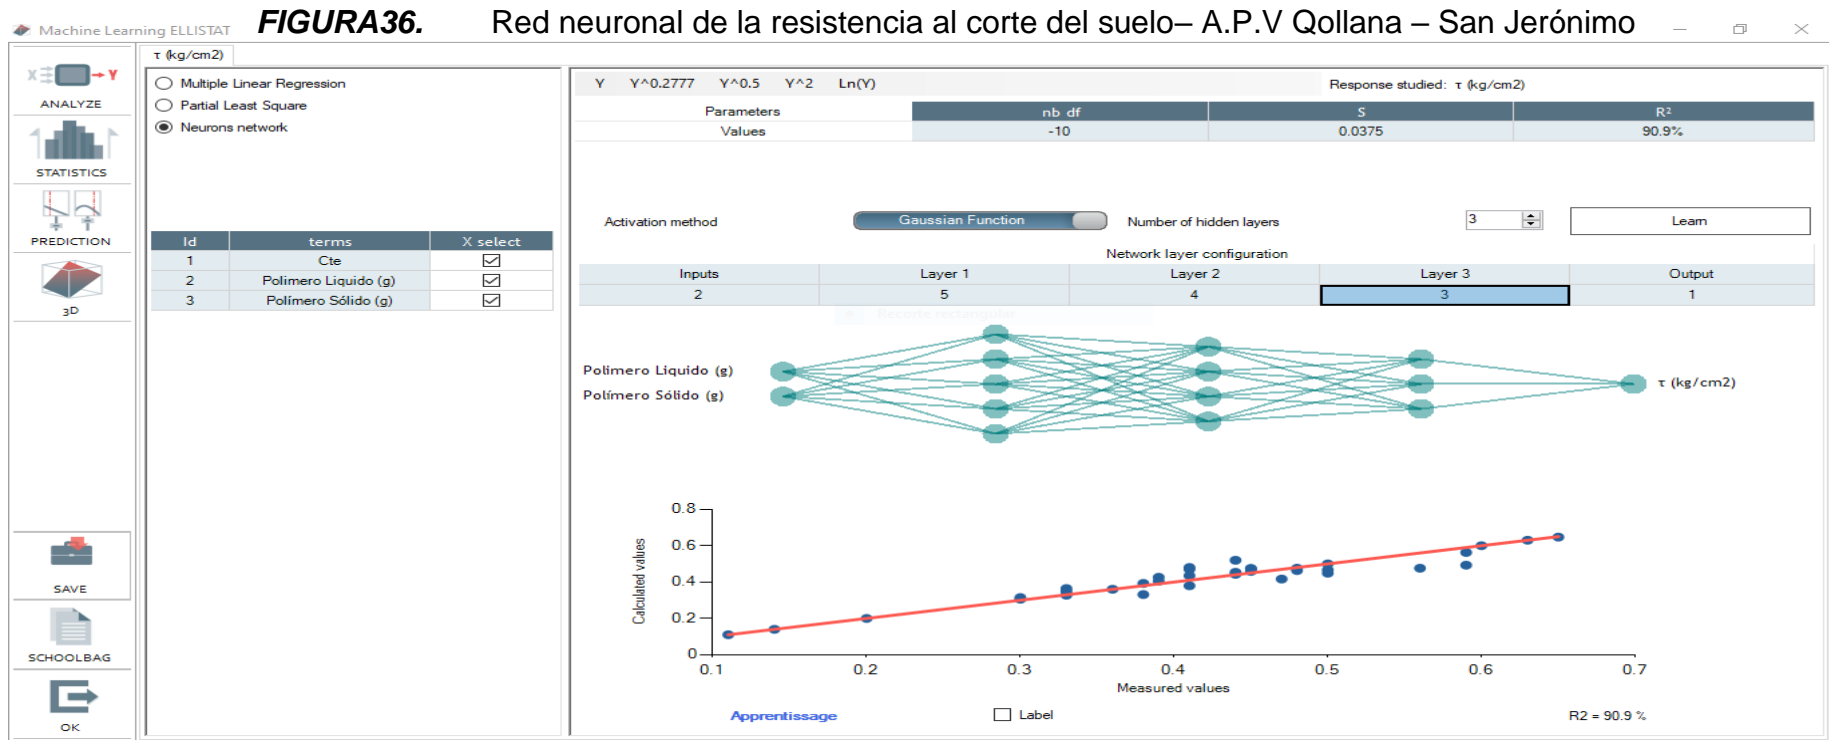 FIGURA36. Red neuronal de la resistencia al corte del suelo– A.P.V Qollana – San Jerónimo
Machine Learning ELLISTAT
X Y
ANALYZE
STATISTICS
PREDICTION
3D
SAVE
SCHOOLBAG
OK
τ (kg/cm2)
Multiple Linear Regression
Partial Least Square
Neurons network
Id terms X select
1 Cte
2 Polimero Liquido (g)
3 Polímero Sólido (g)
Y Y^0.2777 Y^0.5 Y^2 Ln(Y) Response studied: τ (kg/cm2)
Parameters nb df S R²
Values -10 0.0375 90.9%
Activation method Gaussian Function Number of hidden layers 3 Learn
Network layer configuration
Inputs Layer 1 Layer 2 Layer 3 Output
2 5 4 3 1
Recorte rectangular
Polimero Liquido (g)
Polímero Sólido (g)
τ (kg/cm2)
Calculated values
0.8
0.6
0.4
0.2
0
0.1 0.2 0.3 0.4 0.5 0.6 0.7
Measured values
Apprentissage Label R2 = 90.9 %